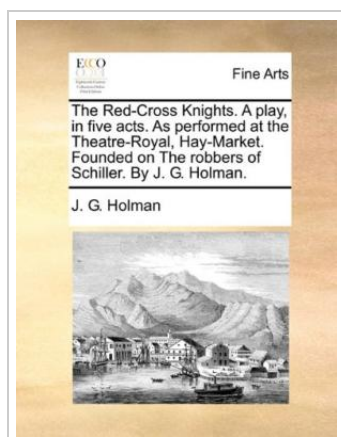 ECCO
Fine Arts
The Red-Cross Knights. A play,
in five acts. As performed at the
Theatre-Royal, Hay-Market.
Founded on The robbers of
Schiller. By J. G. Holman.
J. G. Holman